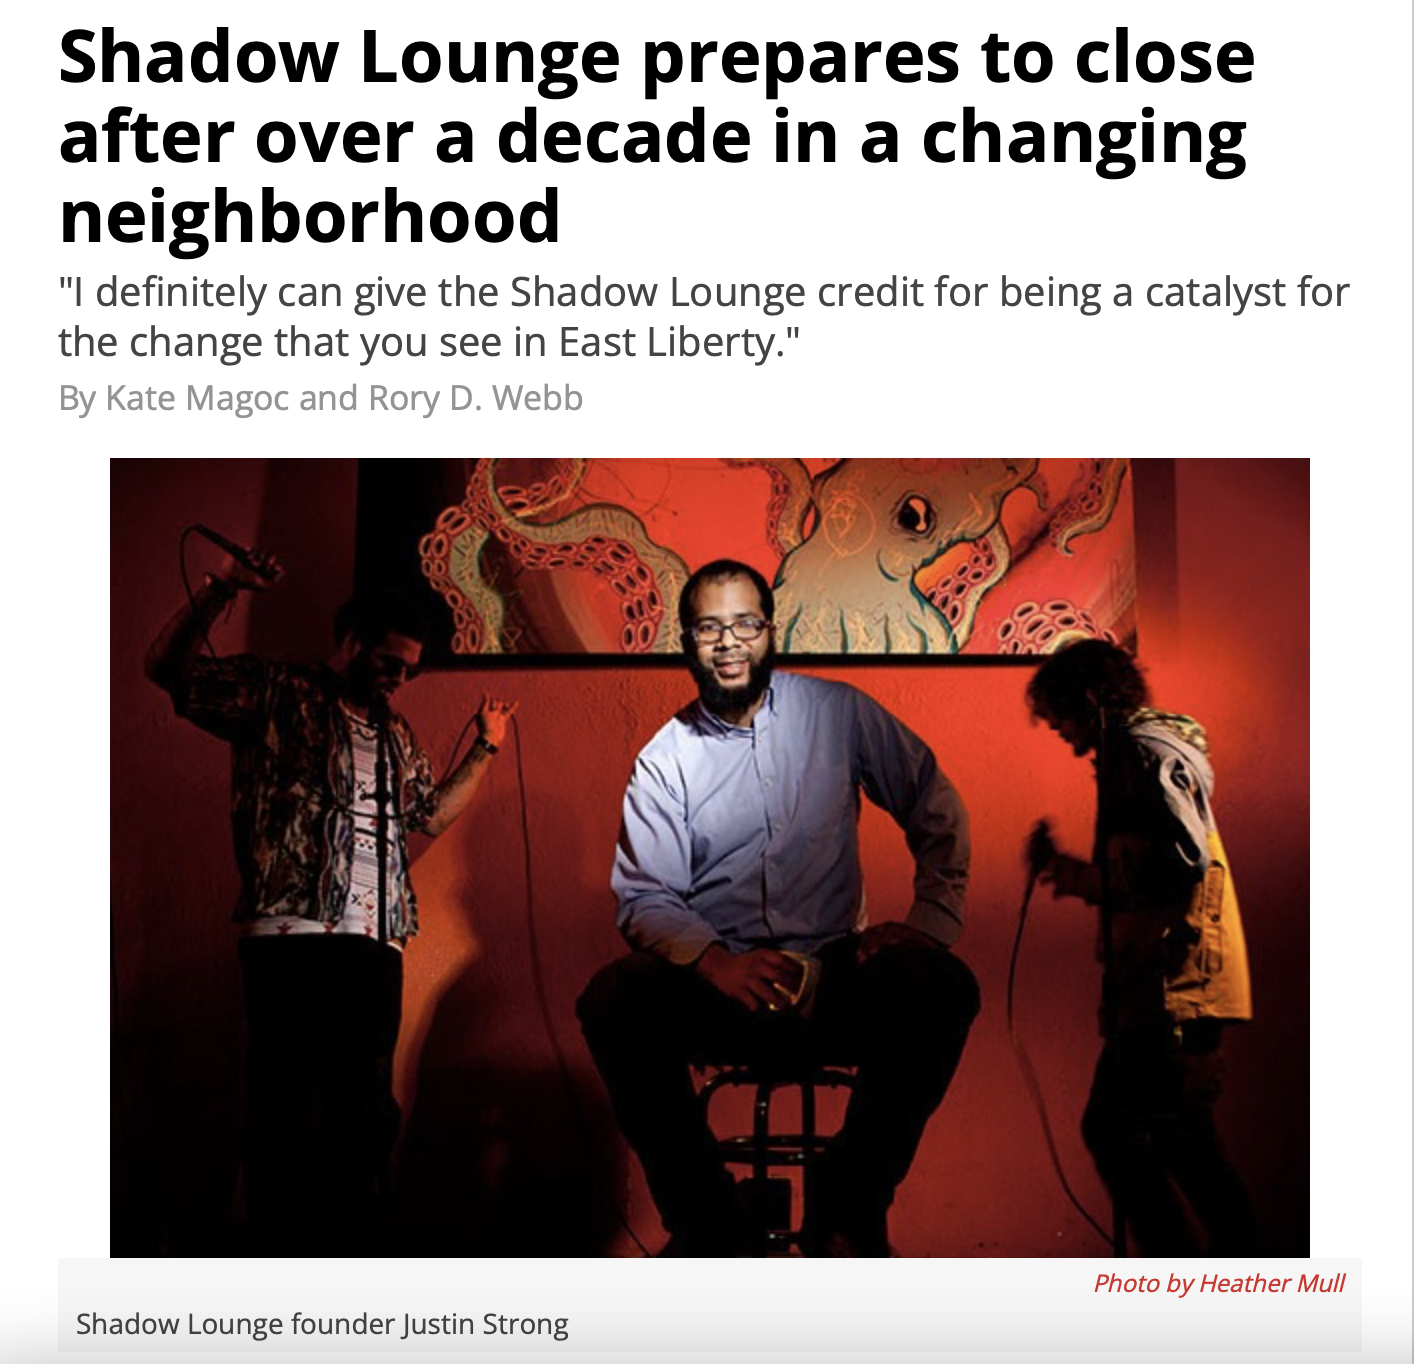 Shadow Lounge prepares to close
after over a decade in a changing
neighborhood
"I definitely can give the Shadow Lounge credit for being a catalyst for
the change that you see in East Liberty."
By Kate Magoc and Rory D. Webb
Photo by Heather Mull
Shadow Lounge founder Justin Strong